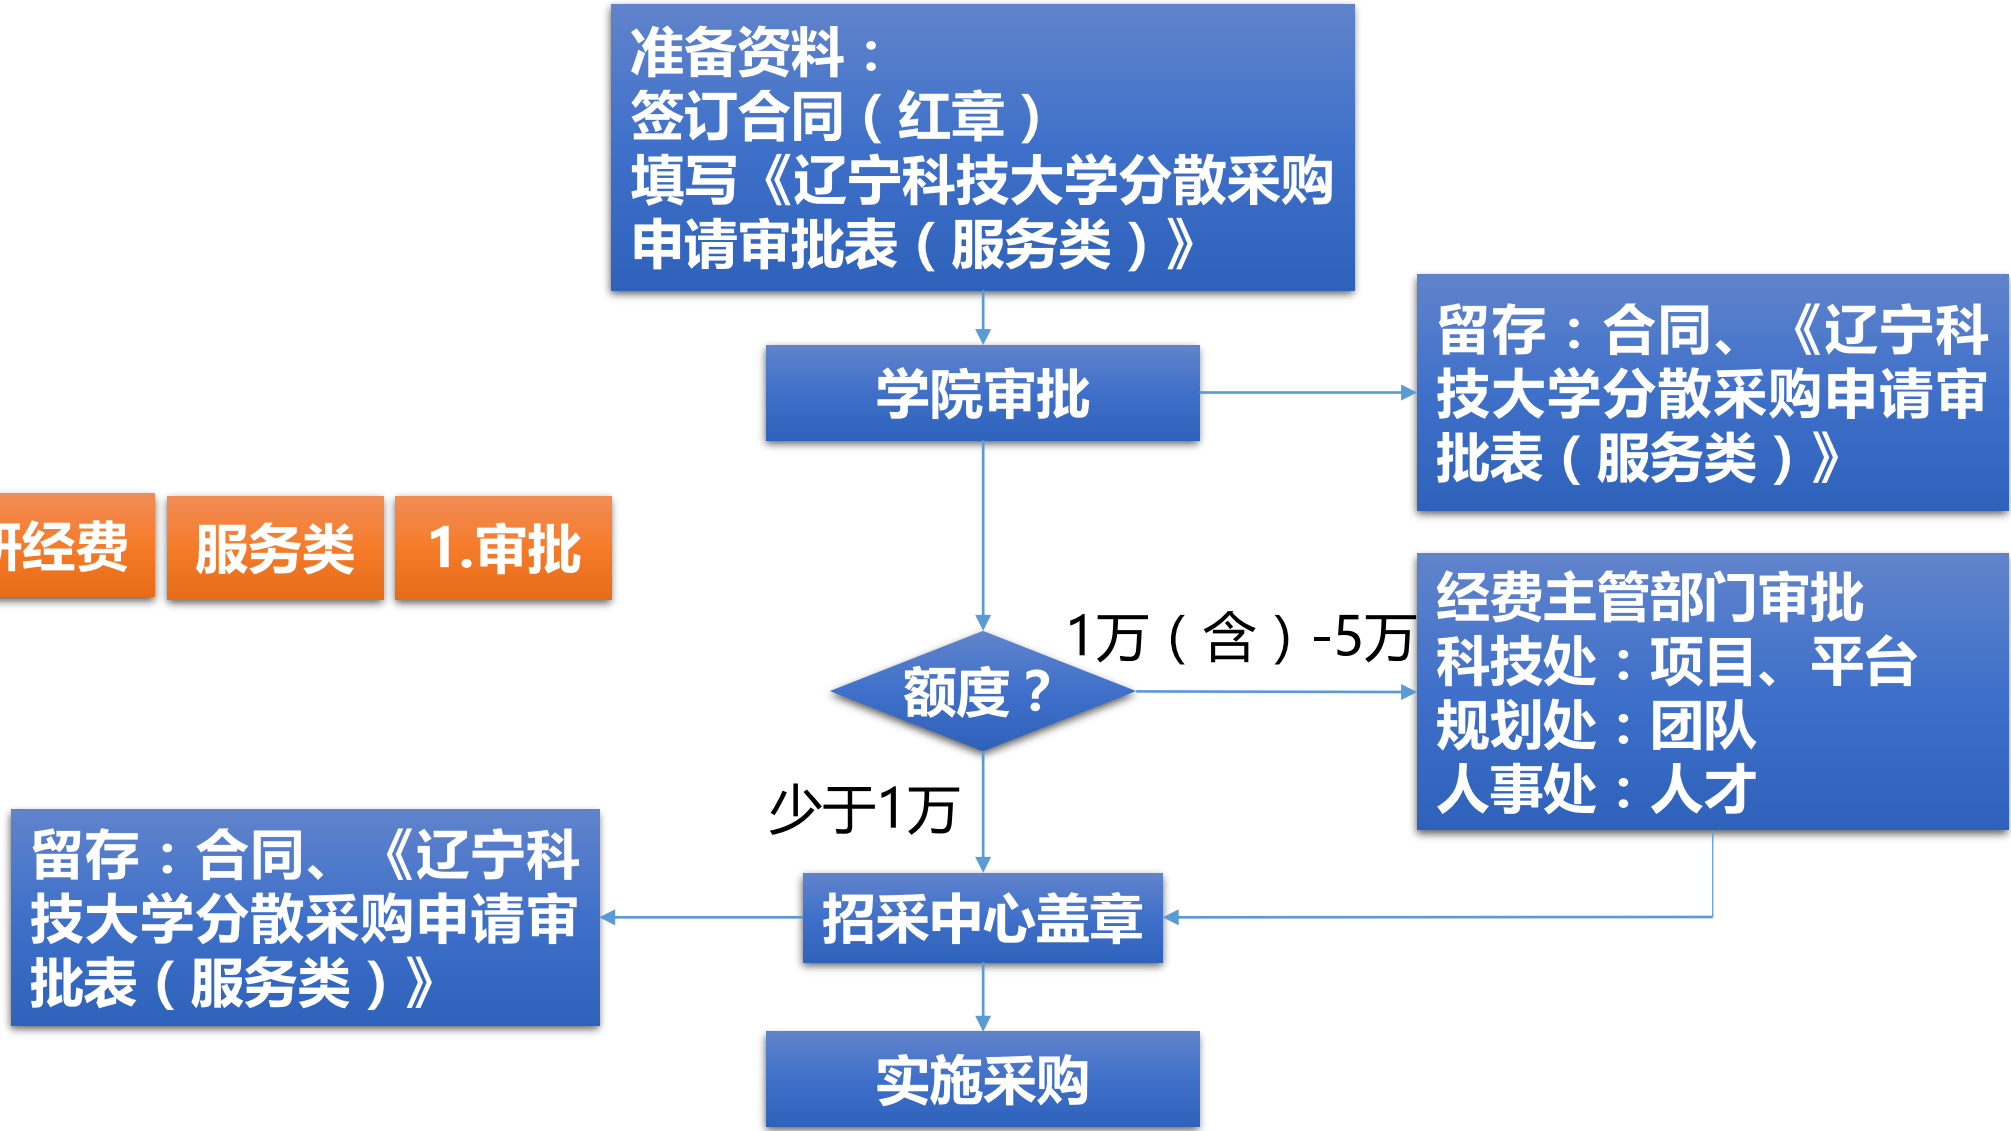 准备资料：
签订合同（红章）
填写《辽宁科技大学分散采购
申请审批表（服务类）》
学院审批
留存：合同、《辽宁科
技大学分散采购申请审
批表（服务类）》
研经费
服务类
1.审批
额度？
1万（含）-5万
经费主管部门审批
科技处：项目、平台
规划处：团队
人事处：人才
少于1万
留存：合同、《辽宁科
技大学分散采购申请审
批表（服务类）》
招采中心盖章
实施采购